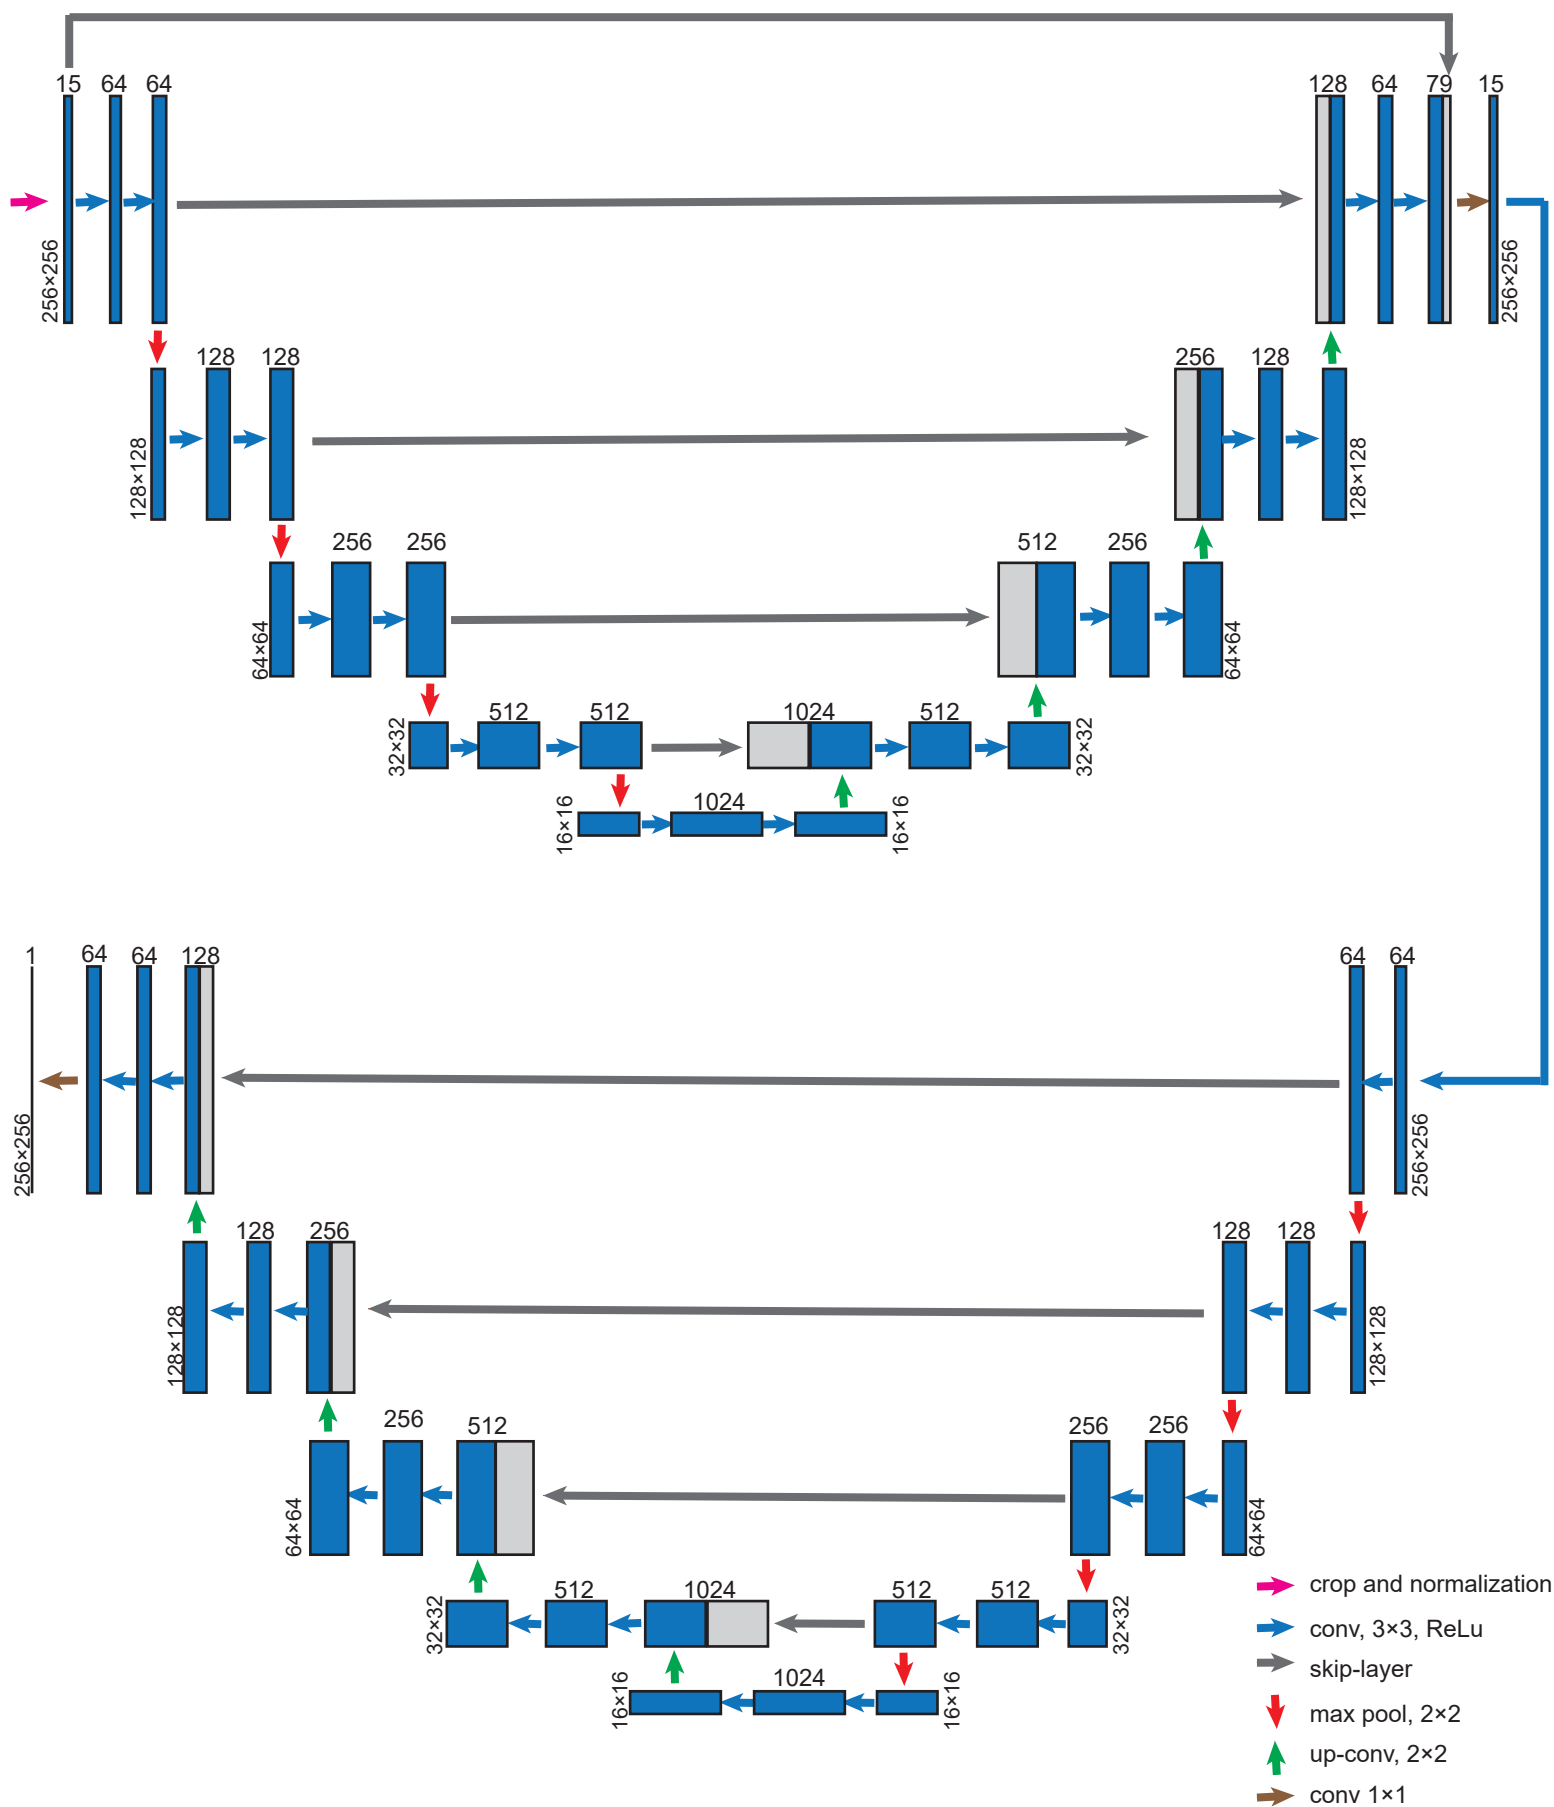 15 64 64 128 64 79 15
256×256 256×256
128 128 256 128
128×128 128×128
256 256 512 256
64×64 64×64
512 512 1024 512
32×32 32×32
1024
16×16 16×16
1 64 64 128 64 64
256×256 256×256
128 256 128 128
128×128 128×128
256 512 256 256
64×64 64×64
512 1024 512 512
32×32 32×32
1024
16×16 16×16
crop and normalization
conv, 3×3, ReLu
skip-layer
max pool, 2×2
up-conv, 2×2
conv 1×1